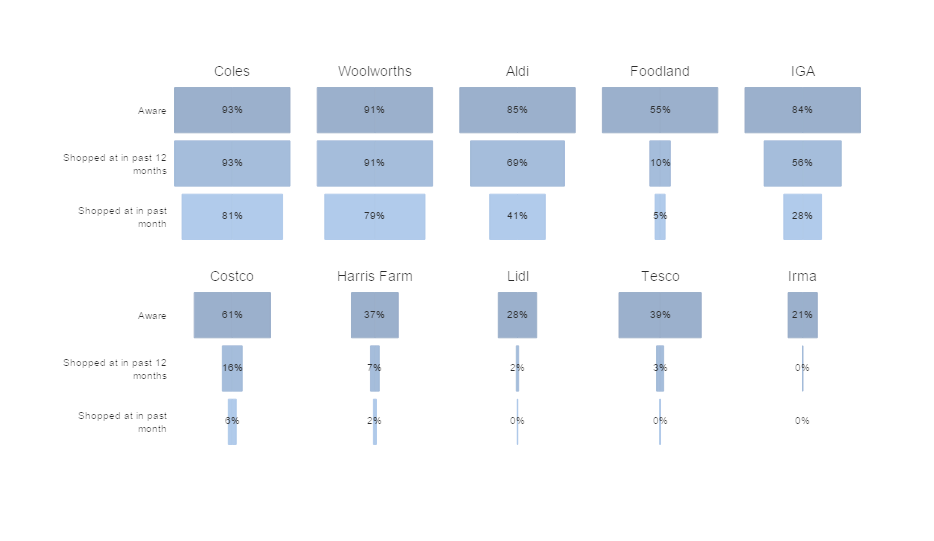 Coles Woolworths Aldi Foodland IGA
Aware 93% 91% 85% 55% 84%
Shopped at in past 12
months 93% 91% 69% 10% 56%
Shopped at in past
month 81% 79% 41% 5% 28%
Costco Harris Farm Lidl Tesco Irma
Aware 61% 37% 28% 39% 21%
Shopped at in past 12
months 16% 7% 2% 3% 0%
Shopped at in past
month 6% 2% 0% 0% 0%